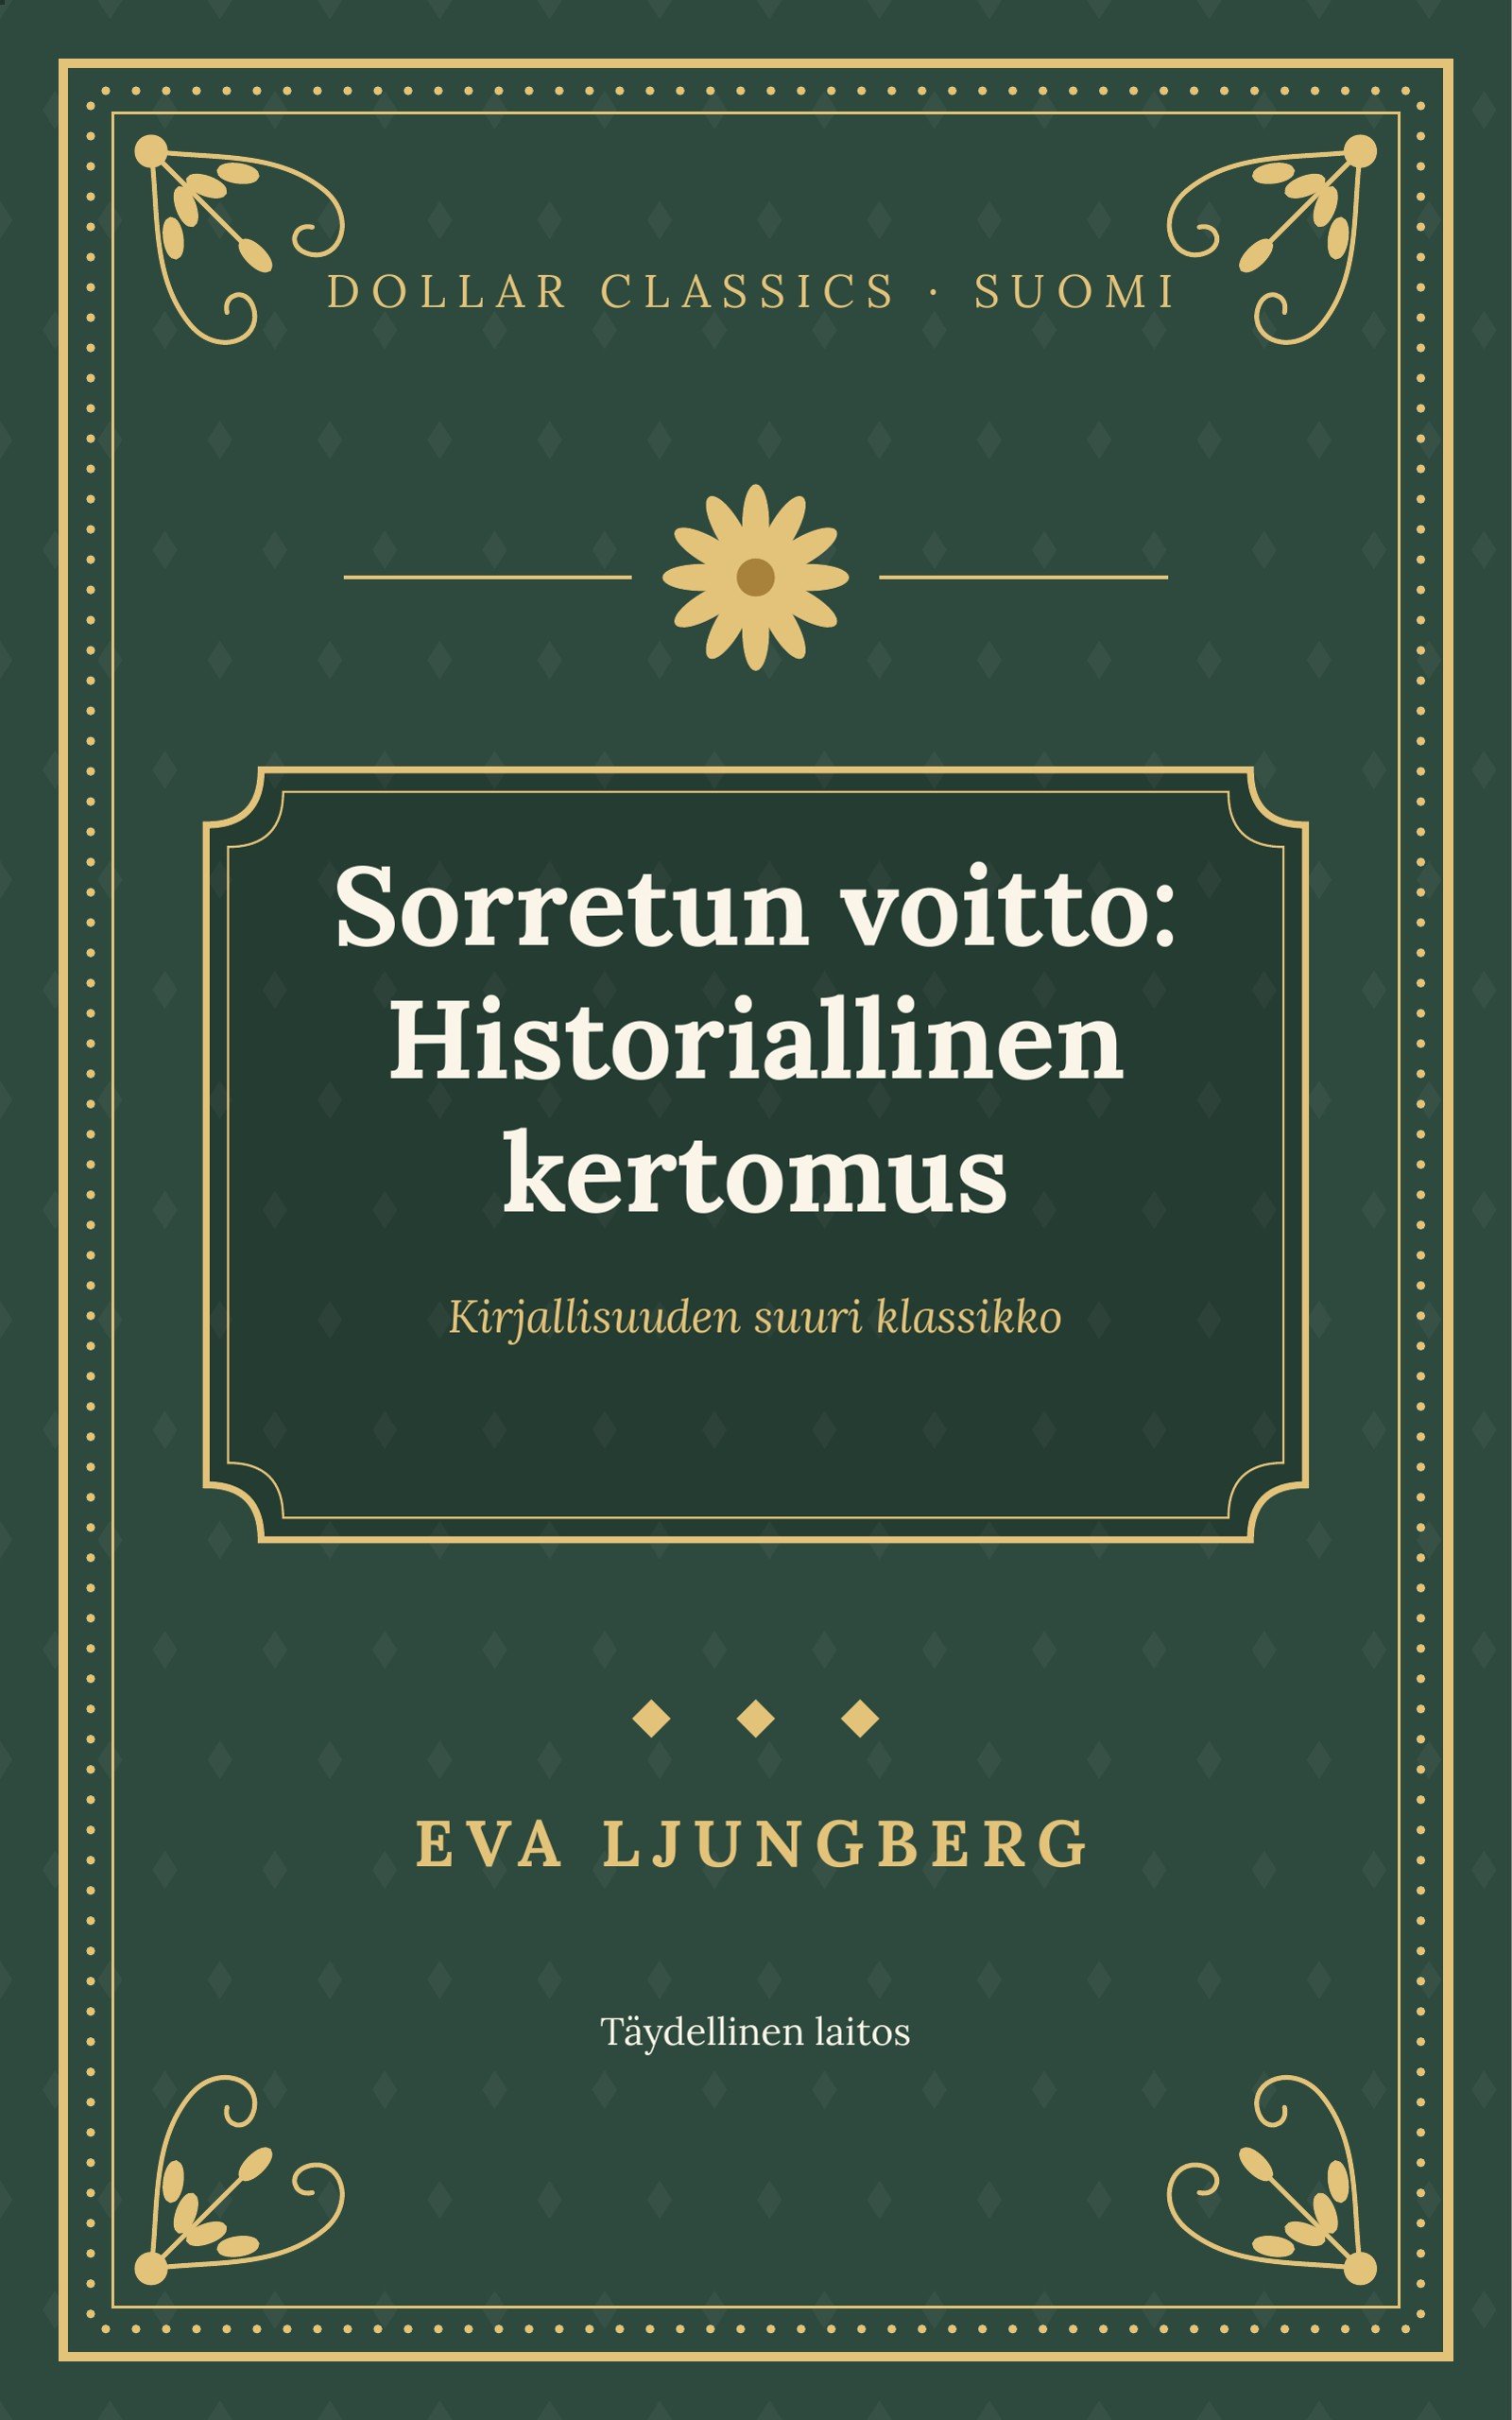 DOLLAR CLASSICS · SUOMI
Sorretun voitto:
Historiallinen
kertomus
Kirjallisuuden suuri klassikko
EVA LJUNGBERG
Täydellinen laitos